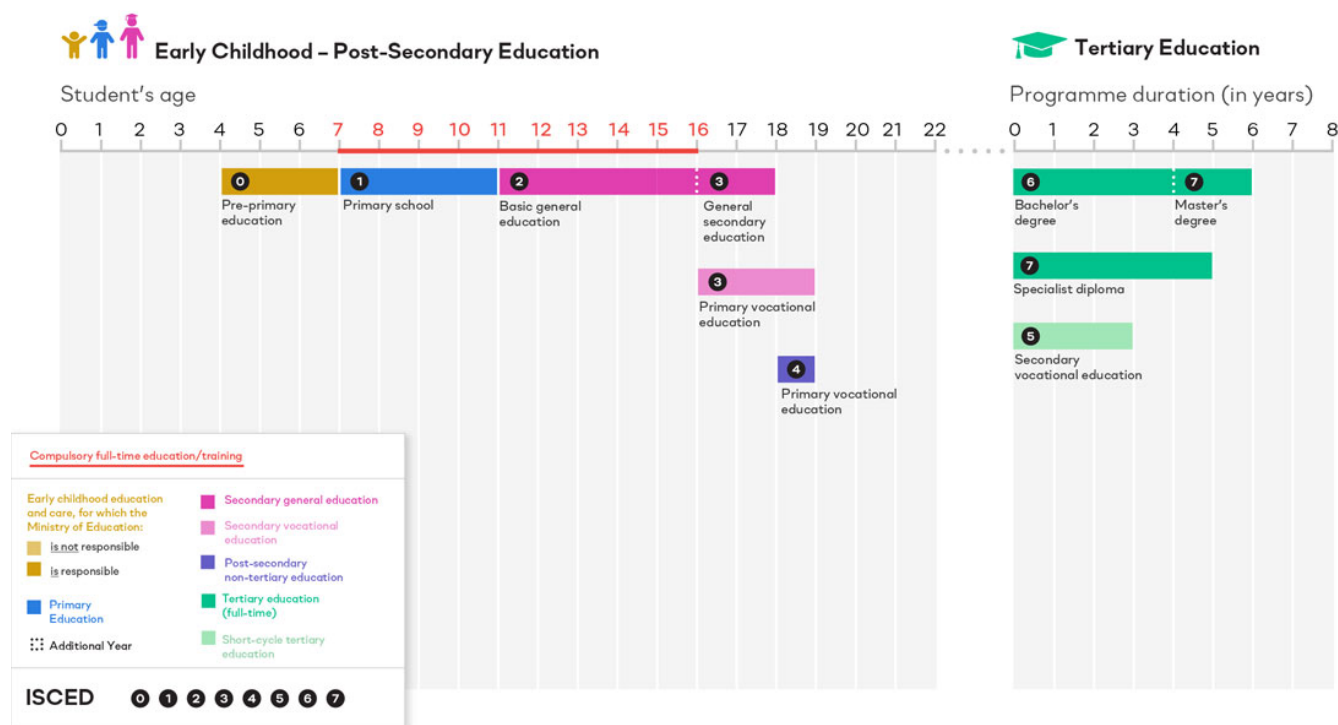 Early Childhood – Post-Secondary Education
Tertiary Education
Student's age
Programme duration (in years)
0 1 2 3 4 5 6 7 8 9 10 11 12 13 14 15 16 17 18 19 20 21 22
0 1 2 3 4 5 6 7 8
0
Pre-primary
education
1
Primary school
2
Basic general
education
3
General
secondary
education
3
Primary vocational
education
4
Primary vocational
education
6
Bachelor's
degree
7
Master's
degree
7
Specialist diploma
5
Secondary
vocational education
Compulsory full-time education/training
Early childhood education
and care, for which the
Ministry of Education:
is not responsible
is responsible
Primary
Education
Additional Year
Secondary general education
Secondary vocational
education
Post-secondary
non-tertiary education
Tertiary education
(full-time)
Short-cycle tertiary
education
ISCED 0 1 2 3 4 5 6 7